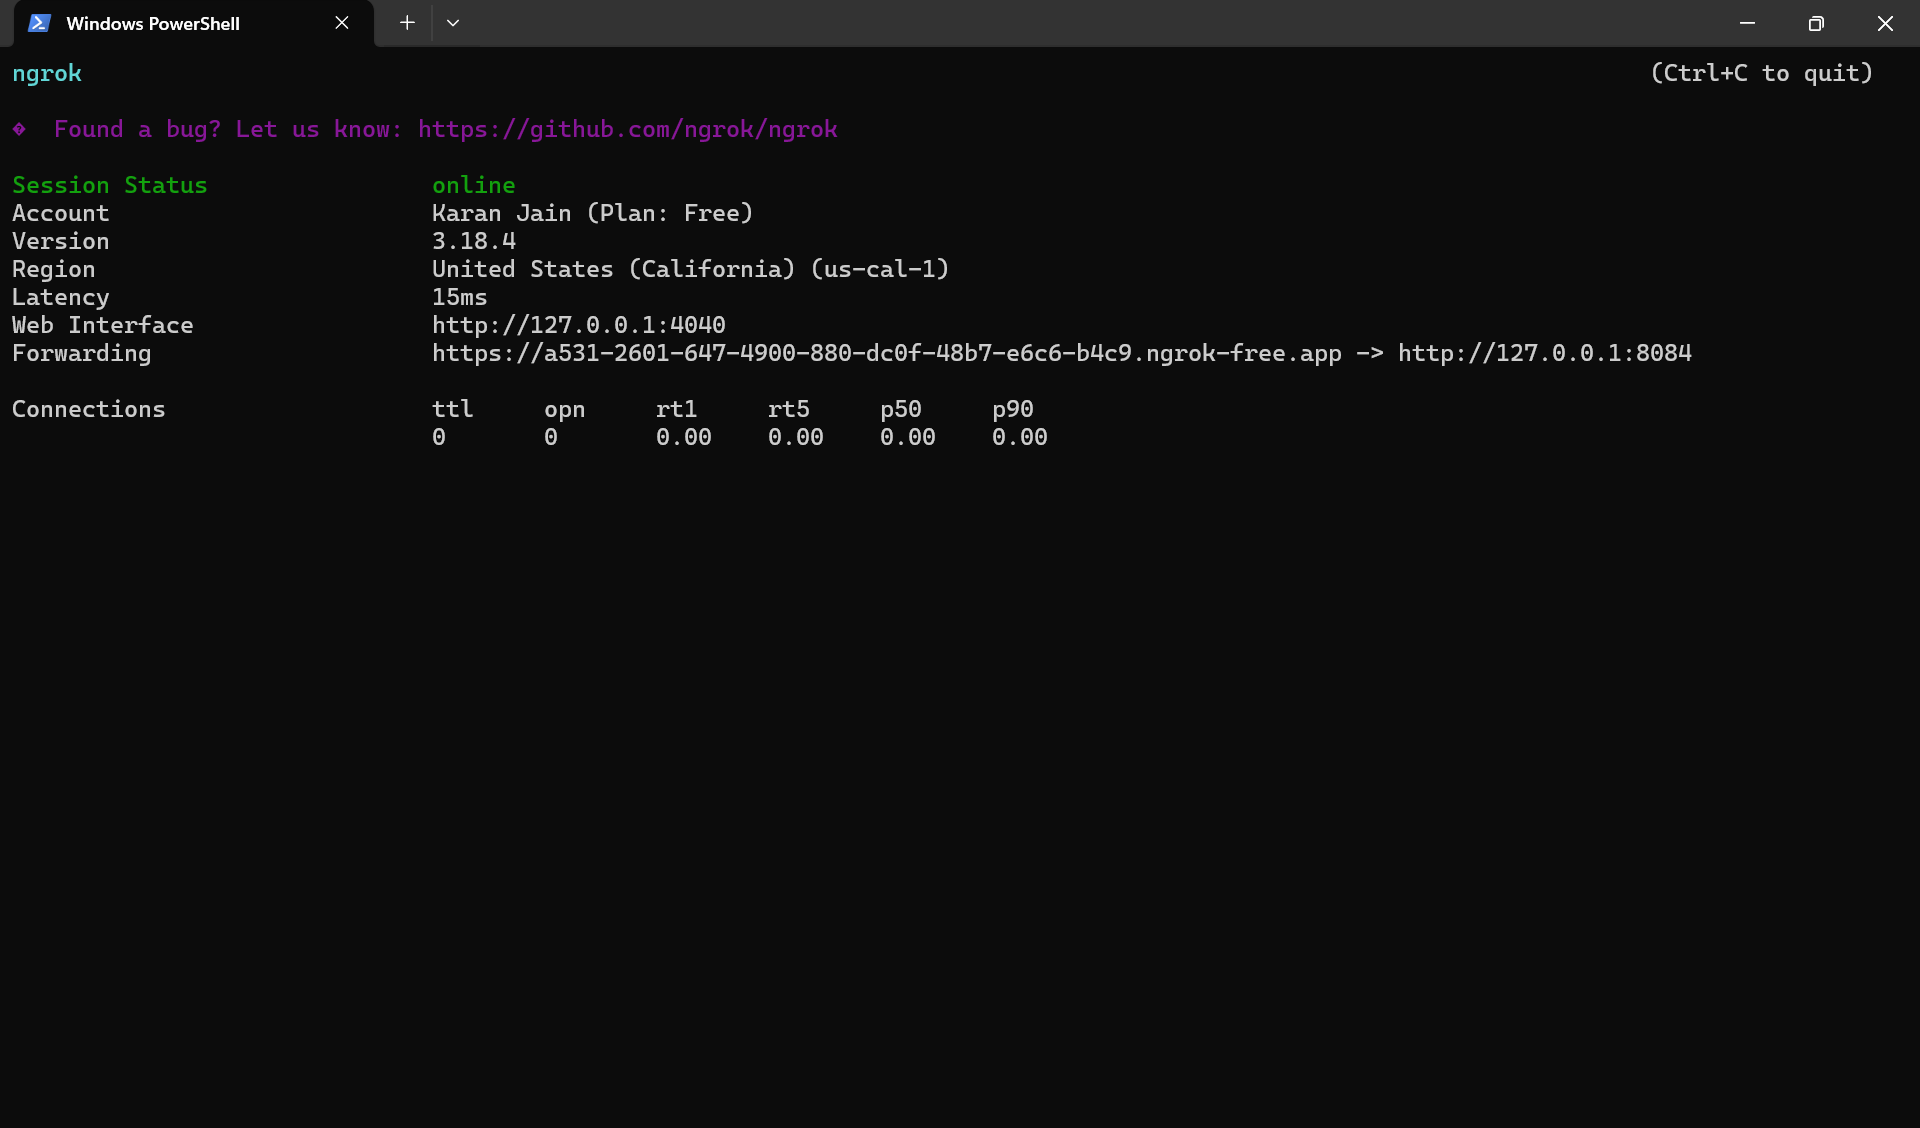 Windows PowerShell
ngrok (Ctrl+C to quit)
� Found a bug? Let us know: https://github.com/ngrok/ngrok
Session Status online
Account Karan Jain (Plan: Free)
Version 3.18.4
Region United States (California) (us-cal-1)
Latency 15ms
Web Interface http://127.0.0.1:4040
Forwarding https://a531-2601-647-4900-880-dc0f-48b7-e6c6-b4c9.ngrok-free.app -> http://127.0.0.1:8084
Connections ttl opn rt1 rt5 p50 p90
0 0 0.00 0.00 0.00 0.00